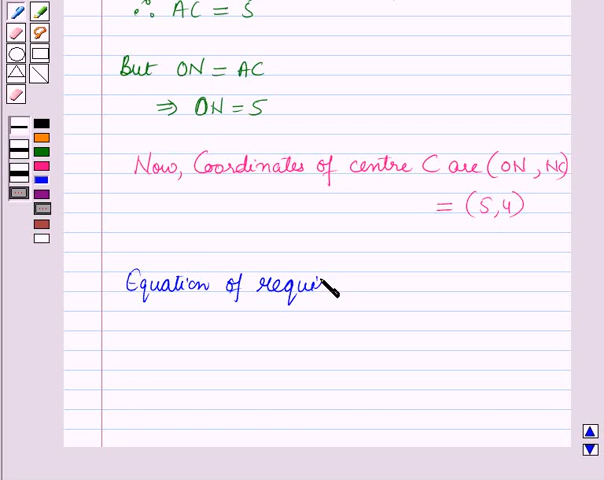 ∴ AC = 5
But ON = AC
⇒ ON = 5
Now, Coordinates of centre C are (ON, NC)
= (5,4)
Equation of requi